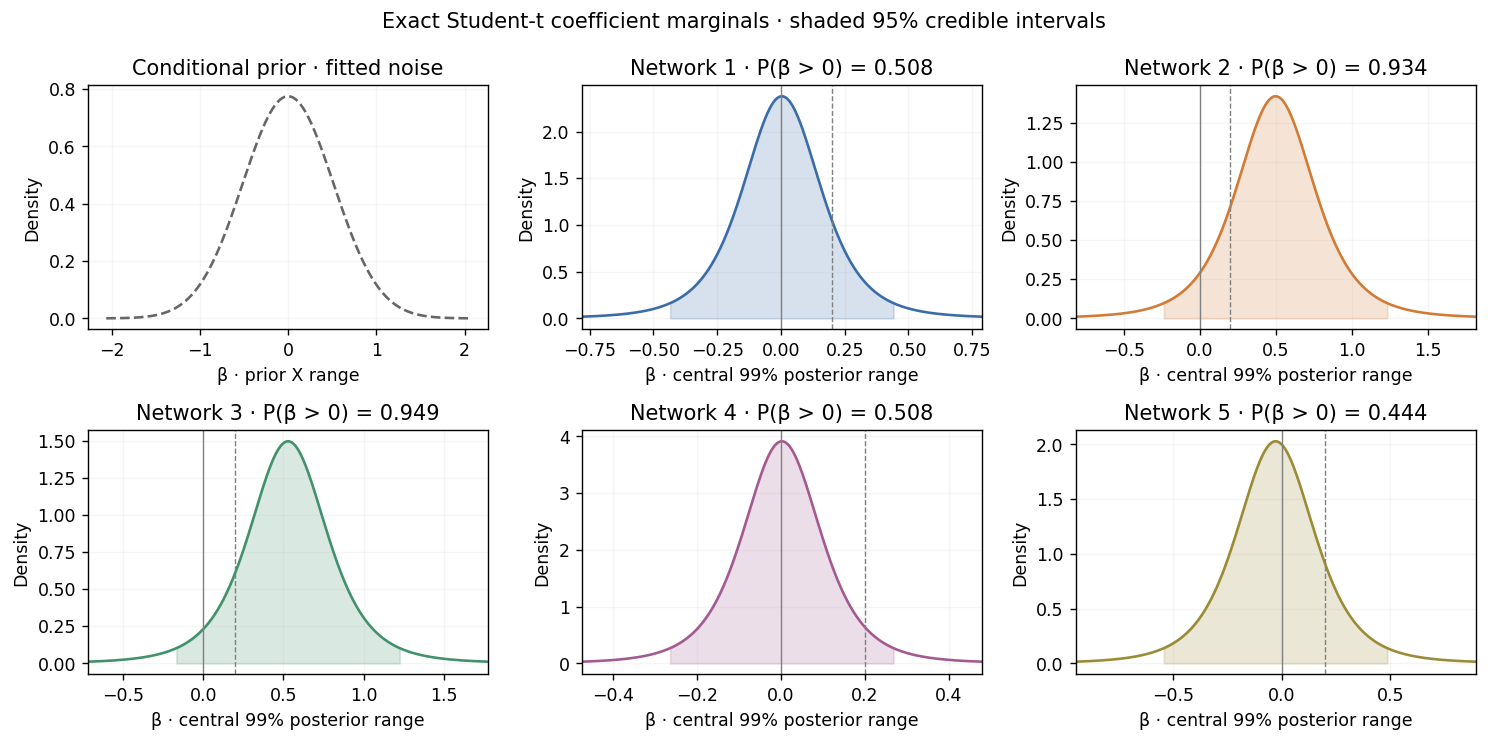 Exact Student-t coefficient marginals · shaded 95% credible intervals
Conditional prior · fitted noise
0.8
0.6
0.4
0.2
0.0
Density
−2 −1 0 1 2
β · prior X range
Network 1 · P(β > 0) = 0.508
2.0
1.5
1.0
0.5
0.0
Density
−0.75 −0.50 −0.25 0.00 0.25 0.50 0.75
β · central 99% posterior range
Network 2 · P(β > 0) = 0.934
1.25
1.00
0.75
0.50
0.25
0.00
Density
−0.5 0.0 0.5 1.0 1.5
β · central 99% posterior range
Network 3 · P(β > 0) = 0.949
1.50
1.25
1.00
0.75
0.50
0.25
0.00
Density
−0.5 0.0 0.5 1.0 1.5
β · central 99% posterior range
Network 4 · P(β > 0) = 0.508
4
3
2
1
0
Density
−0.4 −0.2 0.0 0.2 0.4
β · central 99% posterior range
Network 5 · P(β > 0) = 0.444
2.0
1.5
1.0
0.5
0.0
Density
−0.5 0.0 0.5
β · central 99% posterior range